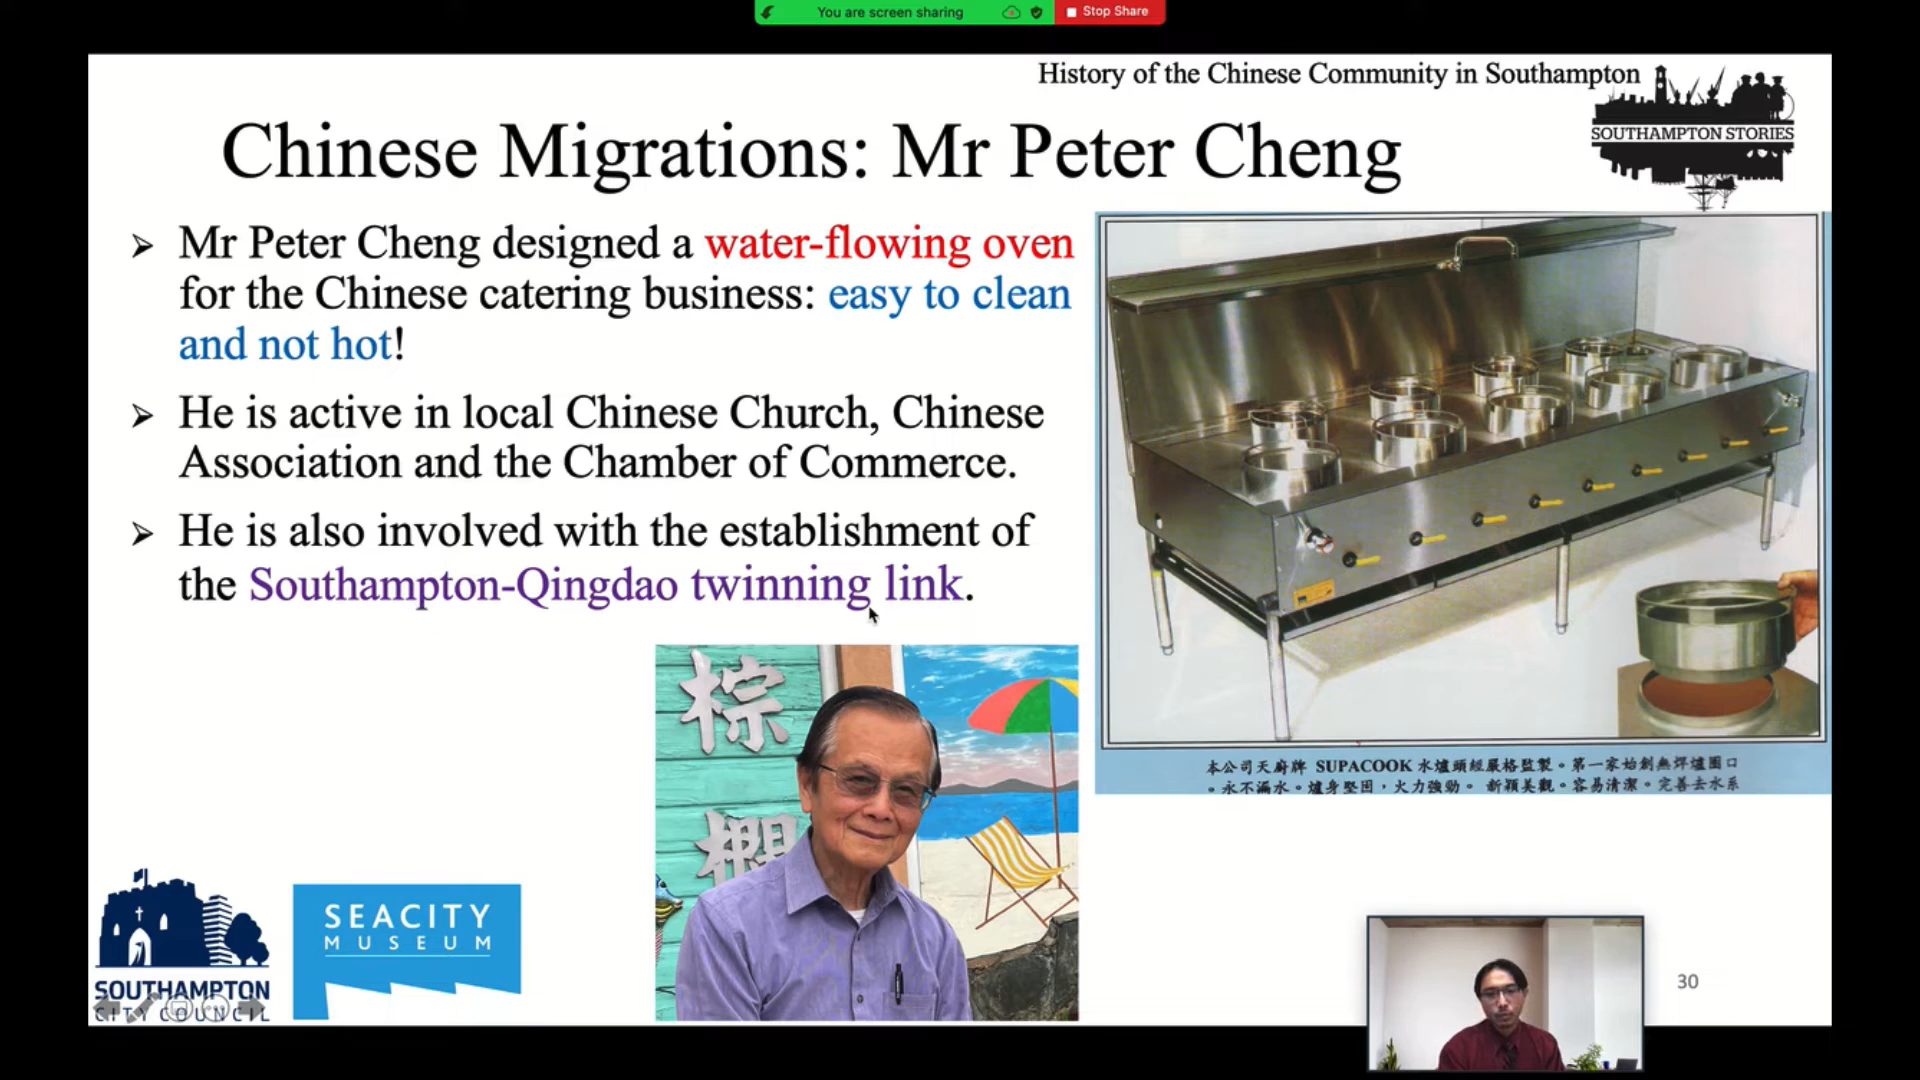 You are screen sharing
Stop Share
History of the Chinese Community in Southampton
SOUTHAMPTON STORIES
Chinese Migrations: Mr Peter Cheng
Mr Peter Cheng designed a water-flowing oven
for the Chinese catering business: easy to clean
and not hot!
He is active in local Chinese Church, Chinese
Association and the Chamber of Commerce.
He is also involved with the establishment of
the Southampton-Qingdao twinning link.
棕
櫚
本公司天廚牌 SUPACOOK 水爐頭經嚴格監製。第一家始創無焊爐圈口
。永不漏水。爐身堅固,火力強勁。 新穎美觀。容易清潔。完善去水系
SOUTHAMPTON
CITY COUNCIL
SEACITY
MUSEUM
30